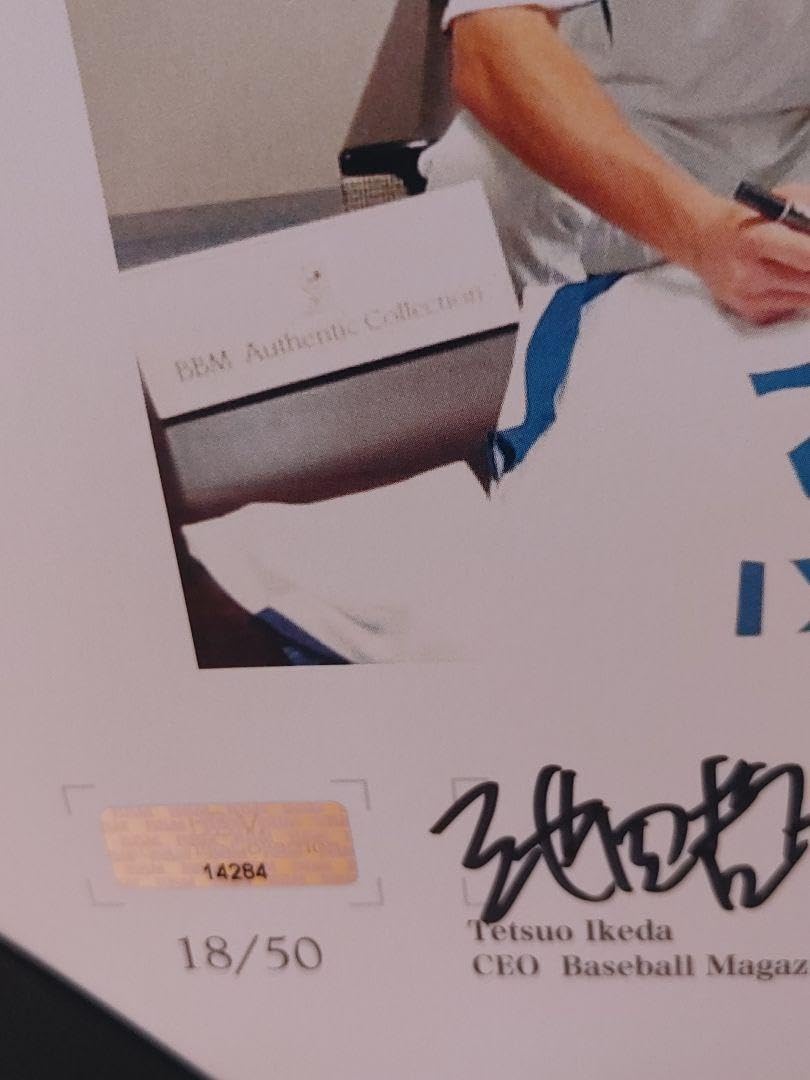 BBM Authentic Collection
14284
18/50
Tetsuo Ikeda
CEO Baseball Magaz